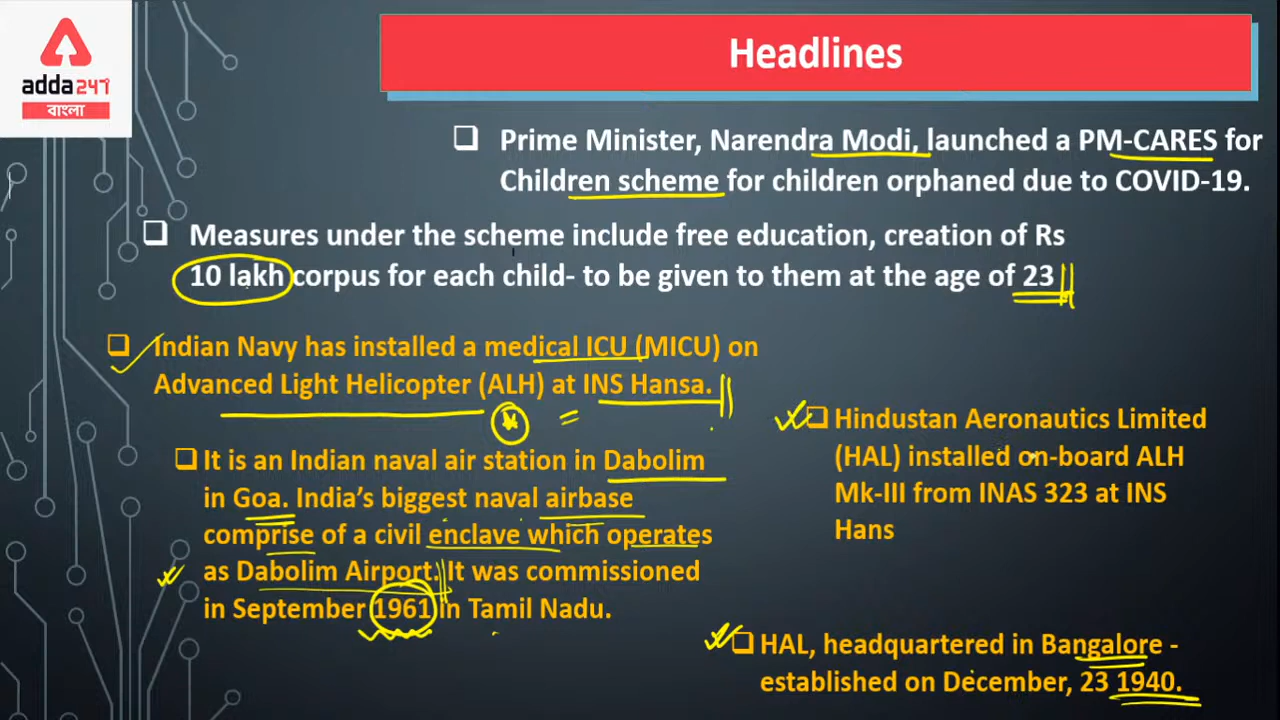 adda247
বাংলা
Headlines
Prime Minister, Narendra Modi, launched a PM-CARES for
Children scheme for children orphaned due to COVID-19.
Measures under the scheme include free education, creation of Rs
10 lakh corpus for each child- to be given to them at the age of 23
Indian Navy has installed a medical ICU (MICU) on
Advanced Light Helicopter (ALH) at INS Hansa.
It is an Indian naval air station in Dabolim
in Goa. India’s biggest naval airbase
comprise of a civil enclave which operates
as Dabolim Airport. It was commissioned
in September 1961 in Tamil Nadu.
Hindustan Aeronautics Limited
(HAL) installed on-board ALH
Mk-III from INAS 323 at INS
Hans
HAL, headquartered in Bangalore -
established on December, 23 1940.